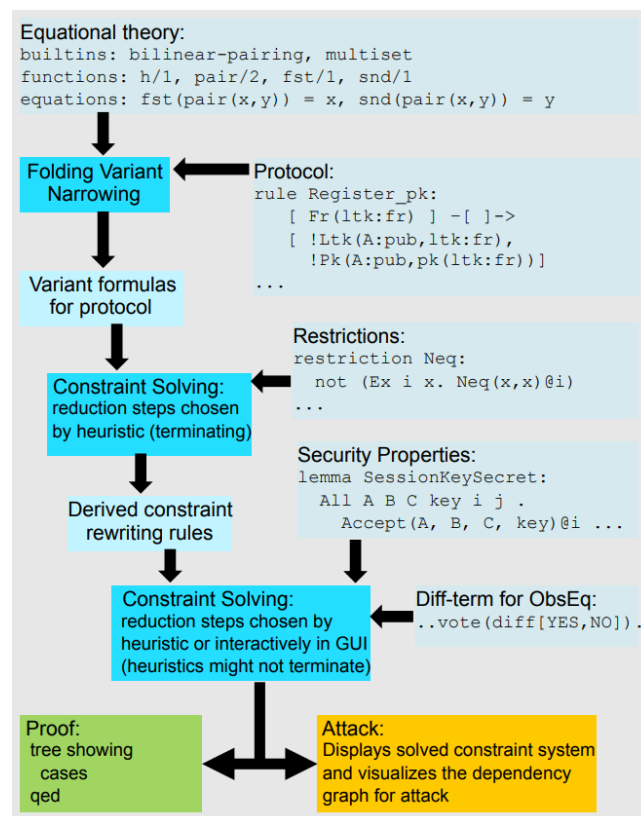 Equational theory:
builtins: bilinear-pairing, multiset
functions: h/1, pair/2, fst/1, snd/1
equations: fst(pair(x,y)) = x, snd(pair(x,y)) = y
Folding Variant
Narrowing
Protocol:
rule Register_pk:
[ Fr(ltk:fr) ] -[ ]->
[ !Ltk(A:pub,ltk:fr),
!Pk(A:pub,pk(ltk:fr))]
...
Variant formulas
for protocol
Restrictions:
restriction Neq:
not (Ex i x. Neq(x,x)@i)
...
Constraint Solving:
reduction steps chosen
by heuristic (terminating)
Security Properties:
lemma SessionKeySecret:
All A B C key i j .
Accept(A, B, C, key)@i ...
Derived constraint
rewriting rules
Constraint Solving:
reduction steps chosen by
heuristic or interactively in GUI
(heuristics might not terminate)
Diff-term for ObsEq:
..vote(diff[YES,NO]).
Proof:
tree showing
cases
qed
Attack:
Displays solved constraint system
and visualizes the dependency
graph for attack